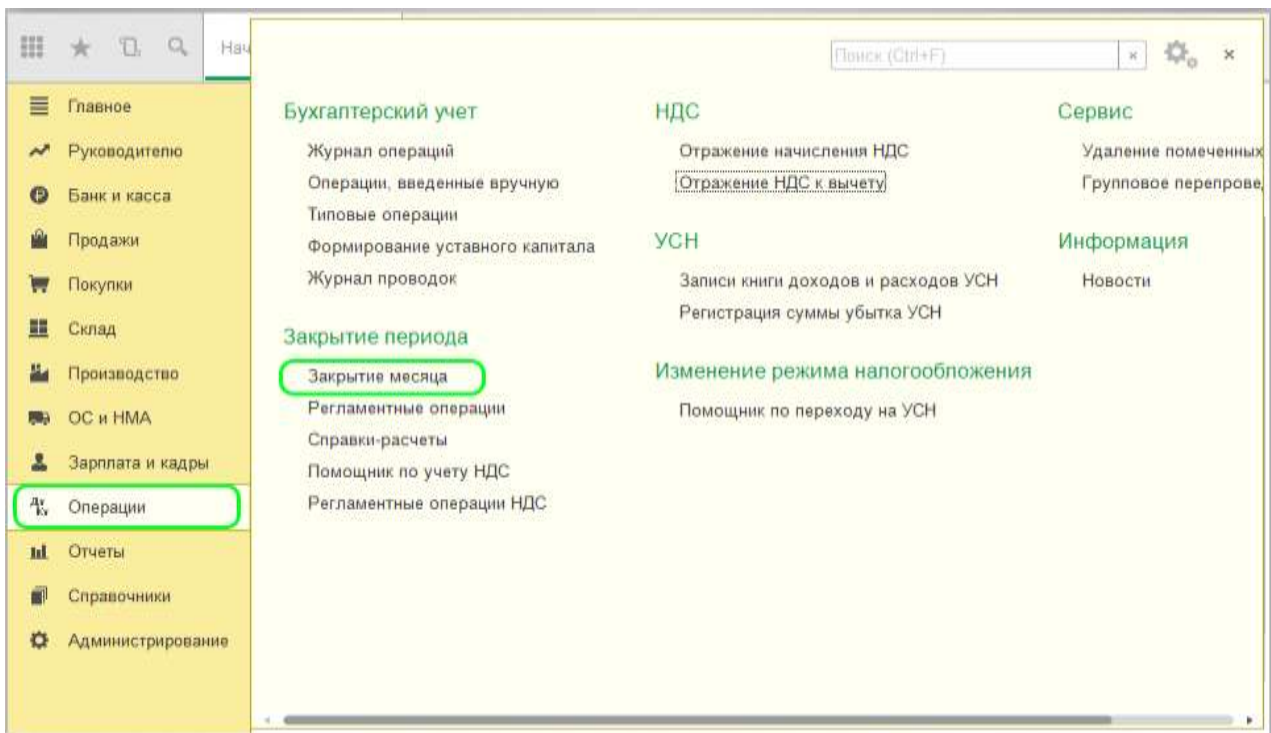 Нач
Поиск (Ctrl+F)
Главное
Руководителю
Банк и касса
Продажи
Покупки
Склад
Производство
ОС и НМА
Зарплата и кадры
Операции
Отчеты
Справочники
Администрирование
Бухгалтерский учет
Журнал операций
Операции, введенные вручную
Типовые операции
Формирование уставного капитала
Журнал проводок
Закрытие периода
Закрытие месяца
Регламентные операции
Справки-расчеты
Помощник по учету НДС
Регламентные операции НДС
НДС
Отражение начисления НДС
Отражение НДС к вычету
УСН
Записи книги доходов и расходов УСН
Регистрация суммы убытка УСН
Изменение режима налогообложения
Помощник по переходу на УСН
Сервис
Удаление помеченных
Групповое перепрове
Информация
Новости